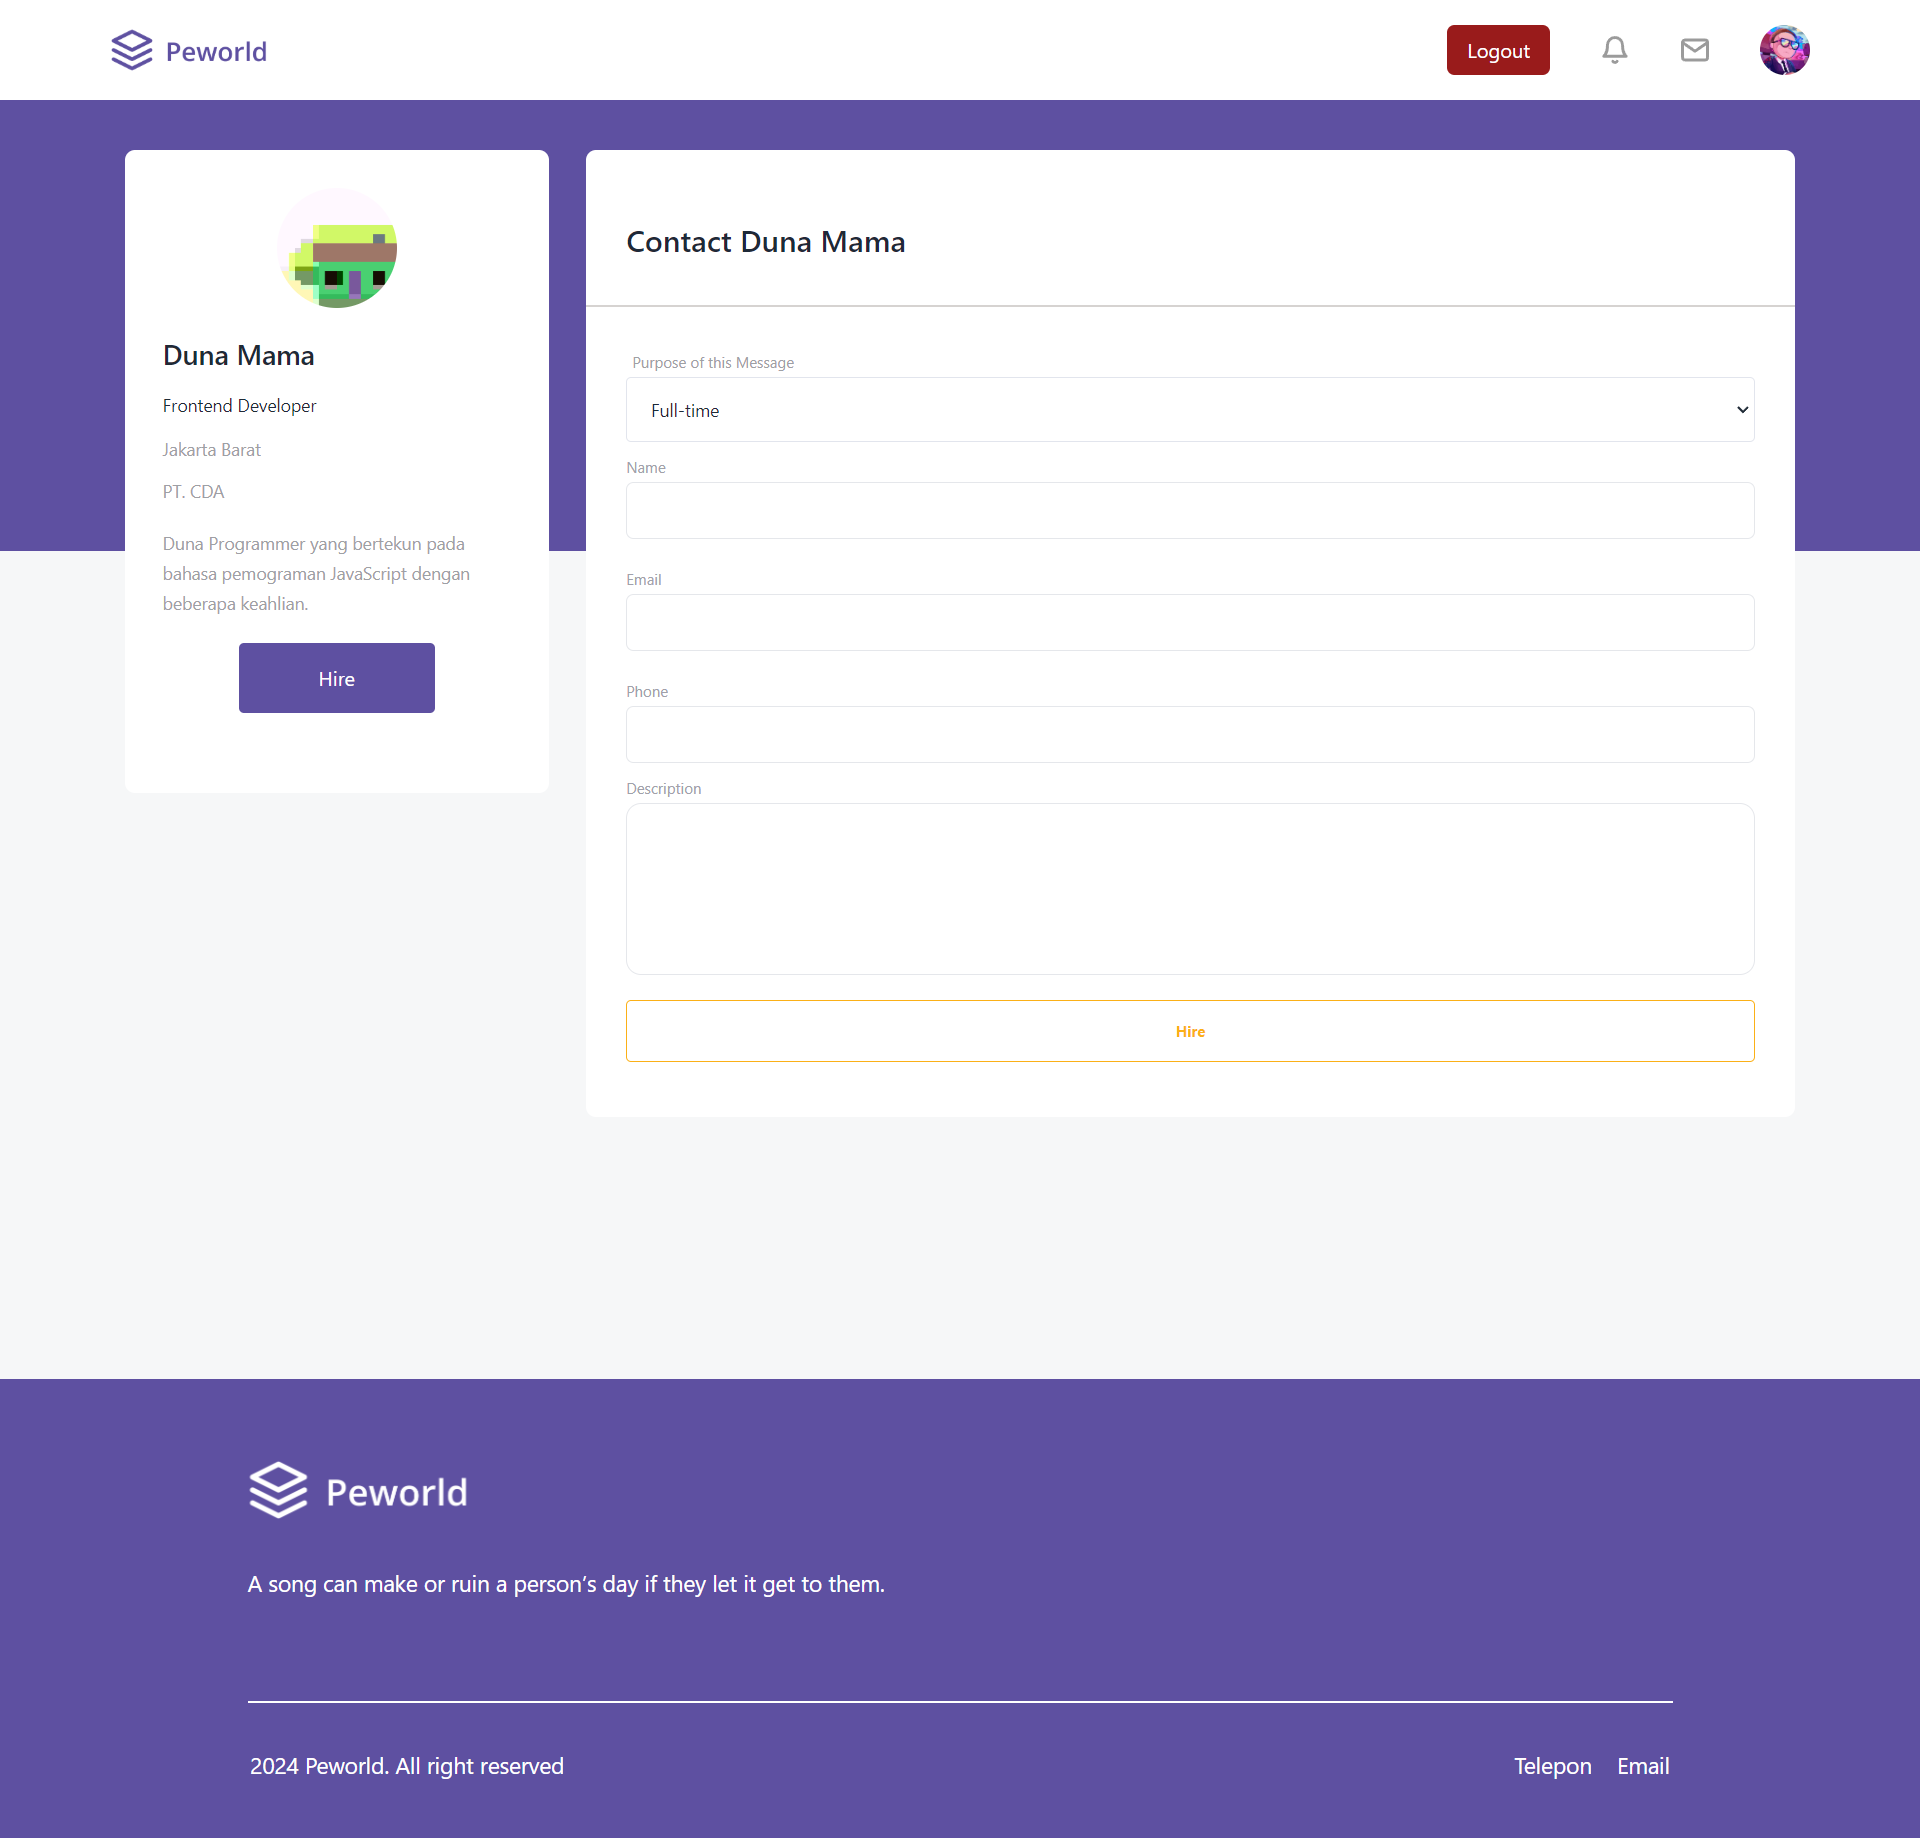 Peworld
Logout
Duna Mama
Frontend Developer
Jakarta Barat
PT. CDA
Duna Programmer yang bertekun pada
bahasa pemograman JavaScript dengan
beberapa keahlian.
Hire
Contact Duna Mama
Purpose of this Message
Full-time
Name
Email
Phone
Description
Hire
Peworld
A song can make or ruin a person’s day if they let it get to them.
2024 Peworld. All right reserved
Telepon Email